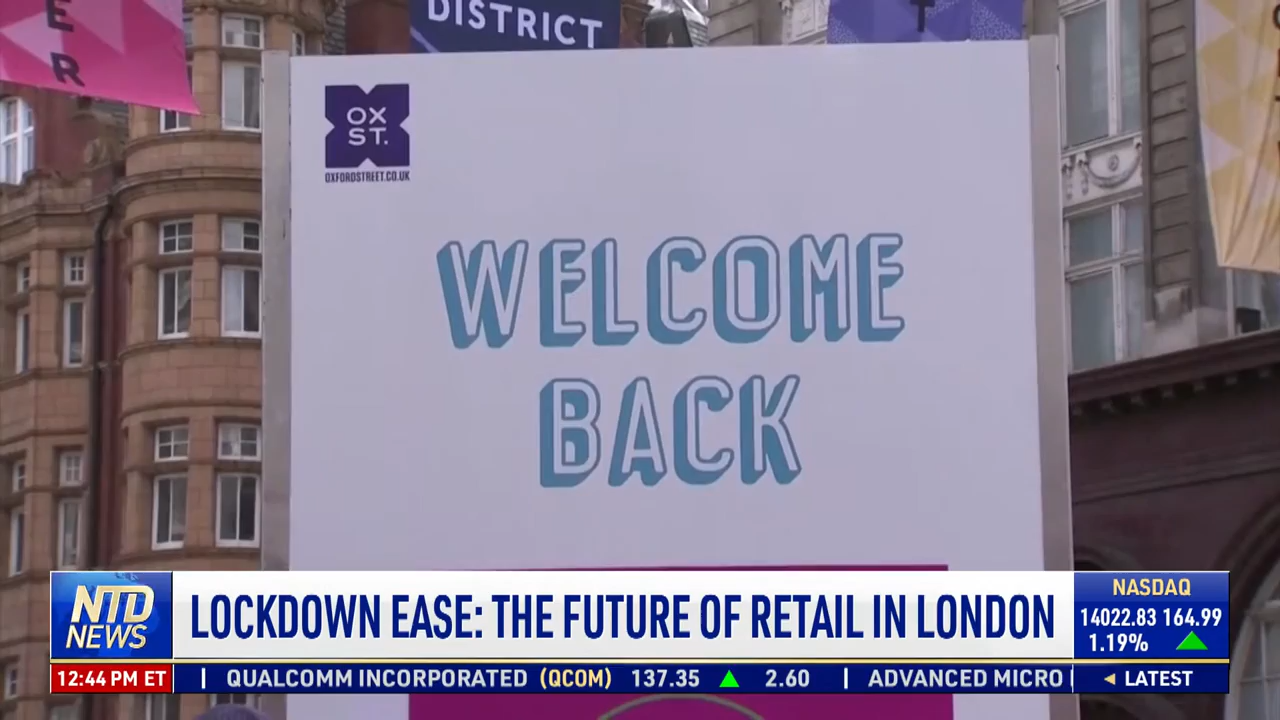 E
R
DISTRICT
T
OX
ST.
OXFORDSTREET.CO.UK
WELCOME
BACK
NTD
NEWS
LOCKDOWN EASE: THE FUTURE OF RETAIL IN LONDON
NASDAQ
14022.83 164.99
1.19%
12:44 PM ET
| QUALCOMM INCORPORATED (QCOM) 137.35 ▲ 2.60 | ADVANCED MICRO
◄ LATEST